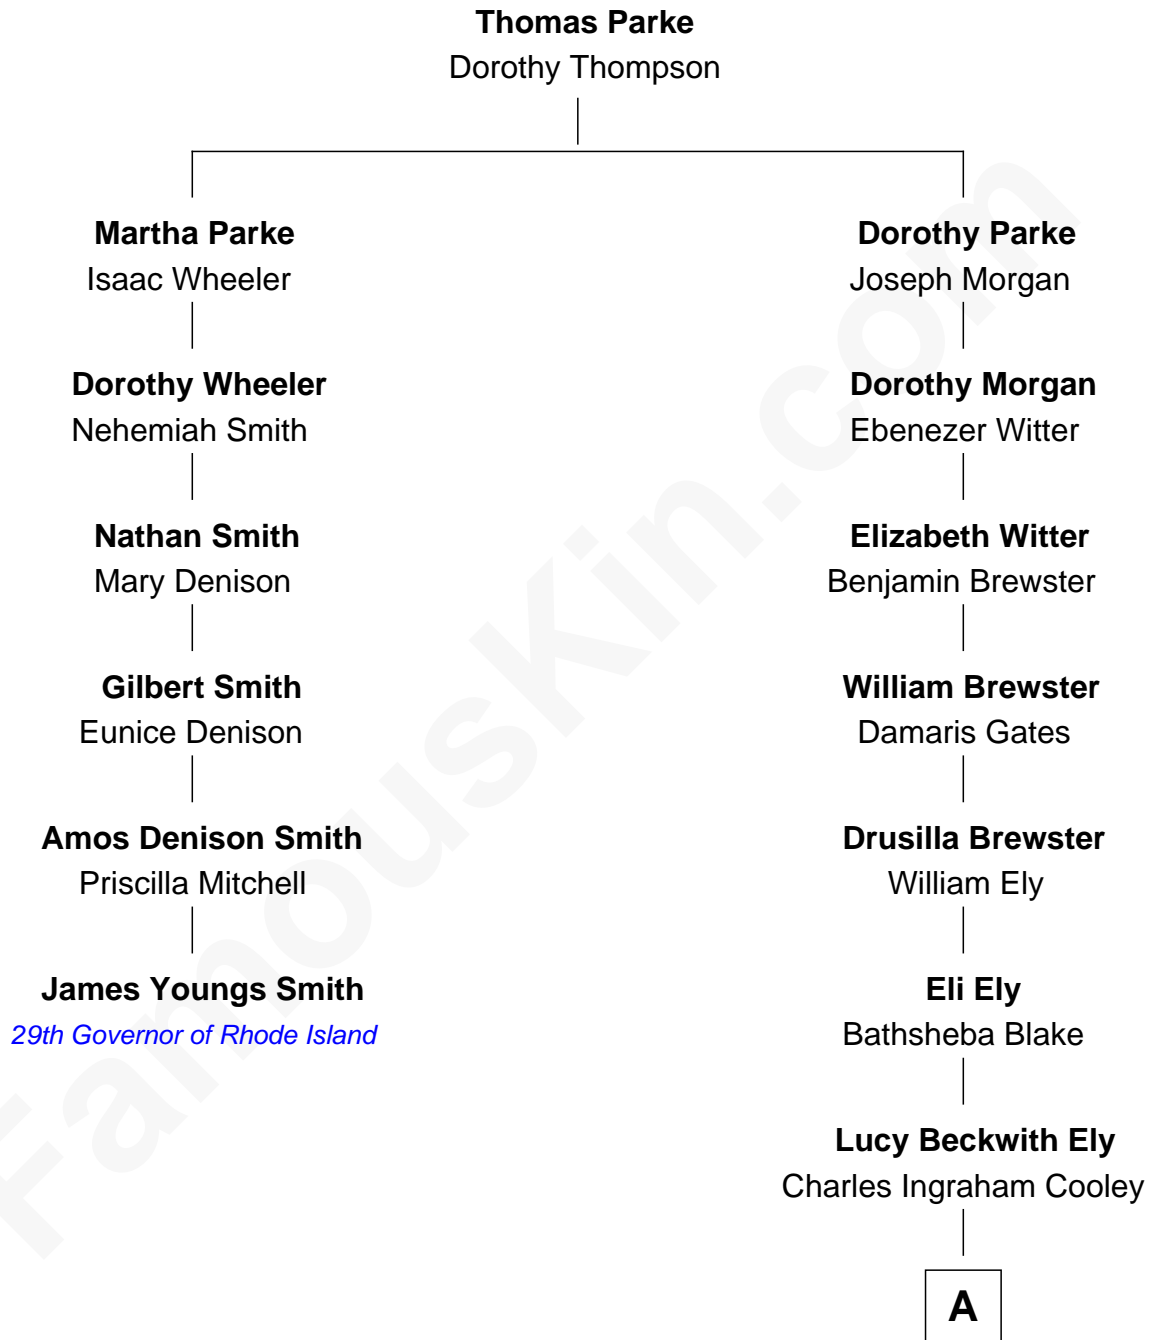 Thomas Parke
Dorothy Thompson
Martha Parke
Isaac Wheeler
Dorothy Parke
Joseph Morgan
Dorothy Wheeler
Nehemiah Smith
Dorothy Morgan
Ebenezer Witter
Nathan Smith
Mary Denison
Elizabeth Witter
Benjamin Brewster
Gilbert Smith
Eunice Denison
William Brewster
Damaris Gates
Amos Denison Smith
Priscilla Mitchell
Drusilla Brewster
William Ely
James Youngs Smith
29th Governor of Rhode Island
Eli Ely
Bathsheba Blake
Lucy Beckwith Ely
Charles Ingraham Cooley
A
FamousKin.com